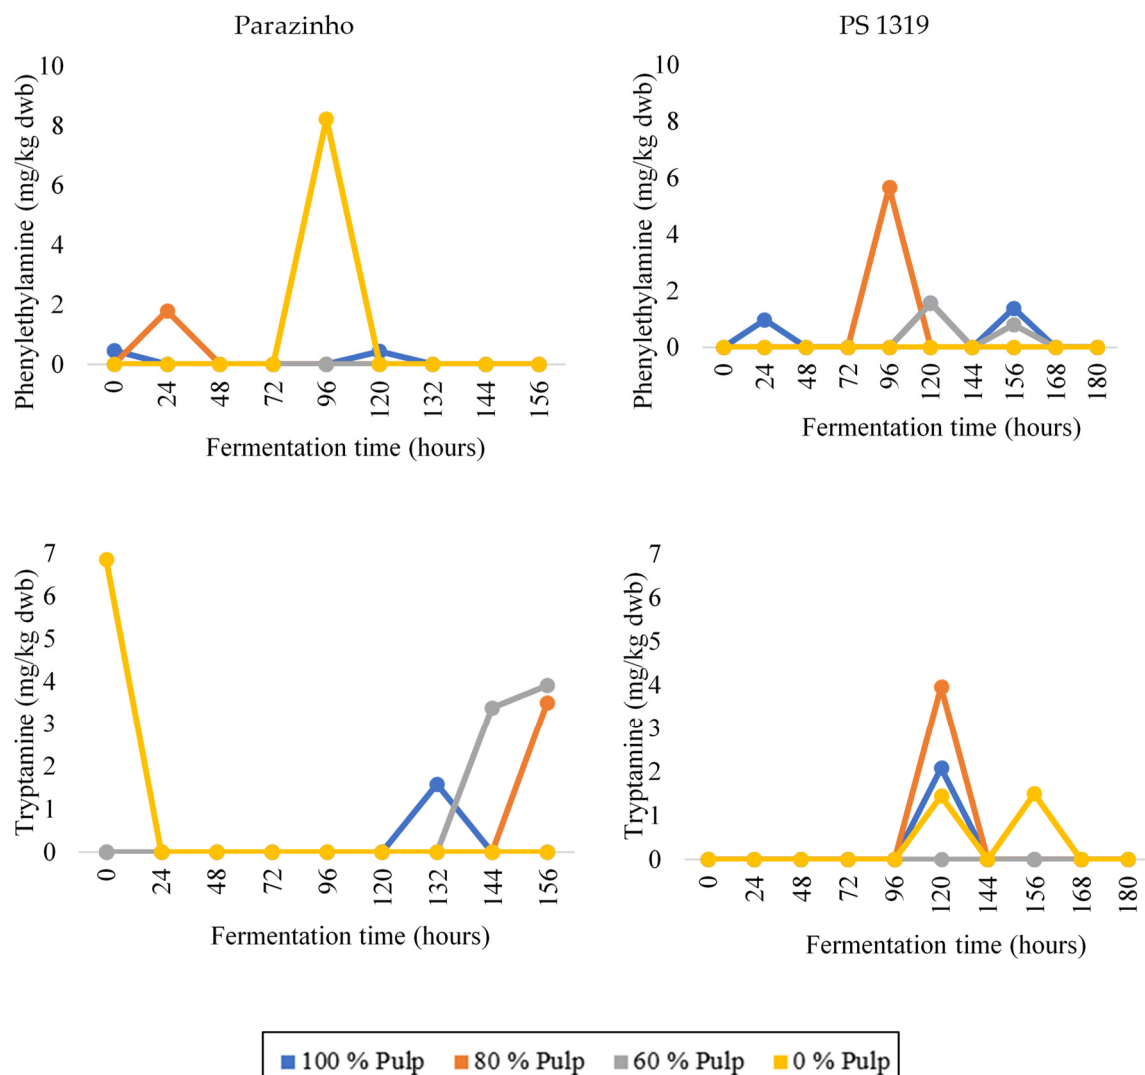 Parazinho
PS 1319
Phenylethylamine (mg/kg dwb)
10
8
6
4
2
0
0 24 48 72 96 120 132 144 156
Fermentation time (hours)
Phenylethylamine (mg/kg dwb)
10
8
6
4
2
0
0 24 48 72 96 120 144 156 168 180
Fermentation time (hours)
Tryptamine (mg/kg dwb)
7
6
5
4
3
2
1
0
0 24 48 72 96 120 132 144 156
Fermentation time (hours)
Tryptamine (mg/kg dwb)
7
6
5
4
3
2
1
0
0 24 48 72 96 120 144 156 168 180
Fermentation time (hours)
100 % Pulp 80 % Pulp 60 % Pulp 0 % Pulp